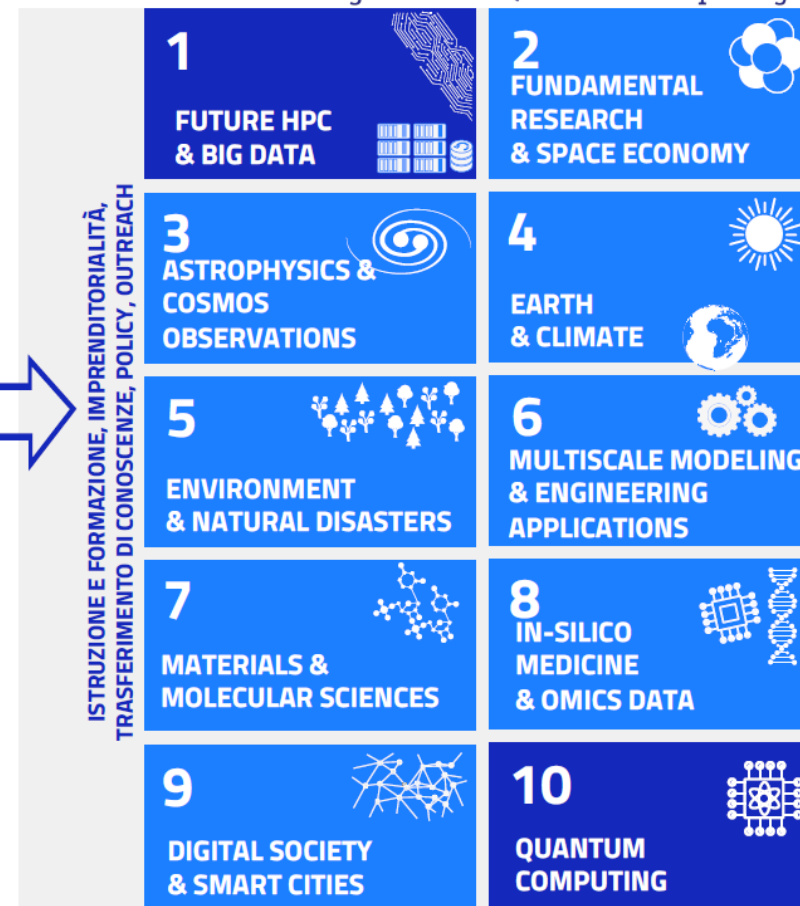 ISTRUZIONE E FORMAZIONE, IMPRENDITORIALITÀ,
TRASFERIMENTO DI CONOSCENZE, POLICY, OUTREACH
1
FUTURE HPC
& BIG DATA
2
FUNDAMENTAL
RESEARCH
& SPACE ECONOMY
3
ASTROPHYSICS &
COSMOS
OBSERVATIONS
4
EARTH
& CLIMATE
5
ENVIRONMENT
& NATURAL DISASTERS
6
MULTISCALE MODELING
& ENGINEERING
APPLICATIONS
7
MATERIALS &
MOLECULAR SCIENCES
8
IN-SILICO
MEDICINE
& OMICS DATA
9
DIGITAL SOCIETY
& SMART CITIES
10
QUANTUM
COMPUTING